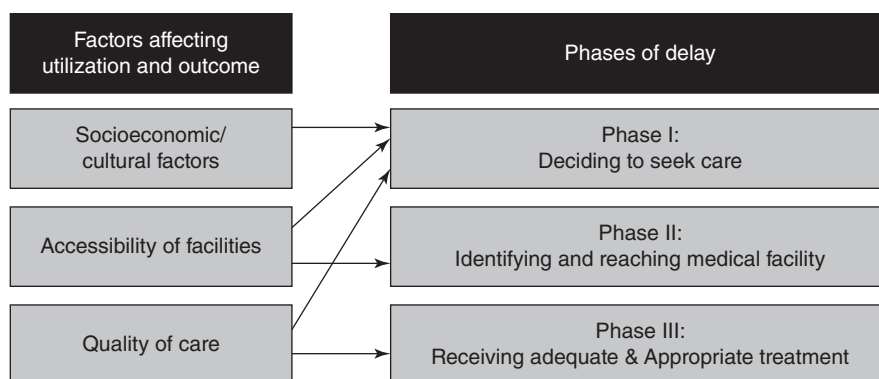 Factors affecting
utilization and outcome
Phases of delay
Socioeconomic/
cultural factors
Phase I:
Deciding to seek care
Accessibility of facilities
Phase II:
Identifying and reaching medical facility
Quality of care
Phase III:
Receiving adequate & Appropriate treatment